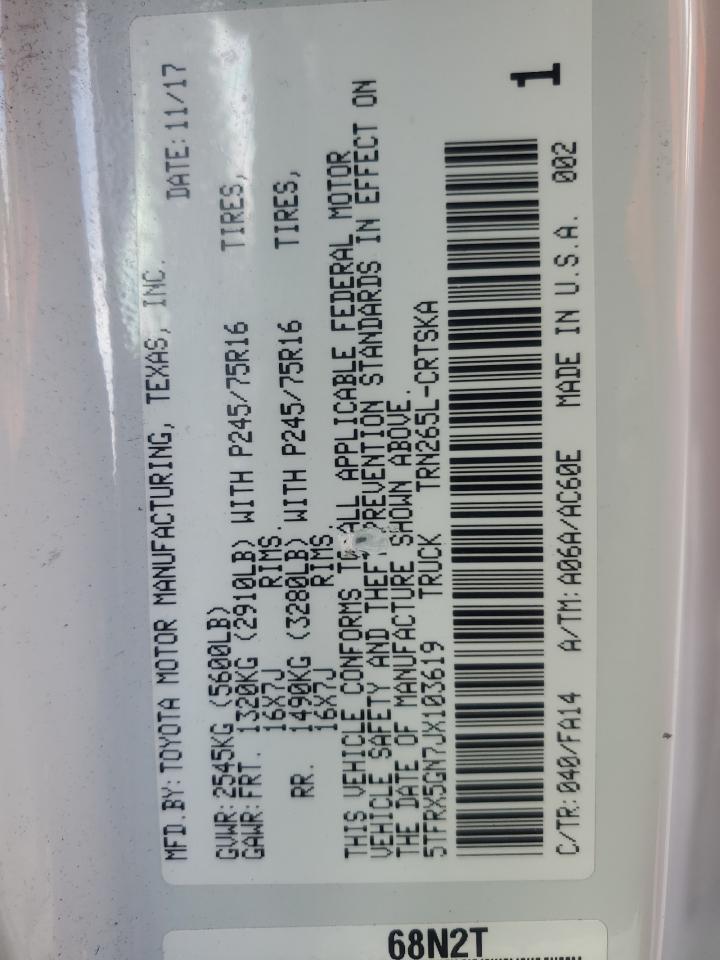 MFD.BY: TOYOTA MOTOR MANUFACTURING, TEXAS, INC. DATE: 11/17
GVWR: 2545KG (5600LB)
GAWR: FRT. 1320KG (2910LB) WITH P245/75R16 TIRES,
16X7J RIMS.
RR. 1490KG (3280LB) WITH P245/75R16 TIRES,
16X7J RIMS.
THIS VEHICLE CONFORMS TO ALL APPLICABLE FEDERAL MOTOR
VEHICLE SAFETY AND THEFT PREVENTION STANDARDS IN EFFECT ON
THE DATE OF MANUFACTURE SHOWN ABOVE.
5TFRX5GN7JX103619 TRUCK TRN265L-CRTSKA
1
C/TR: 040/FA14 A/TM: A06A/AC60E MADE IN U.S.A. 002
68N2T